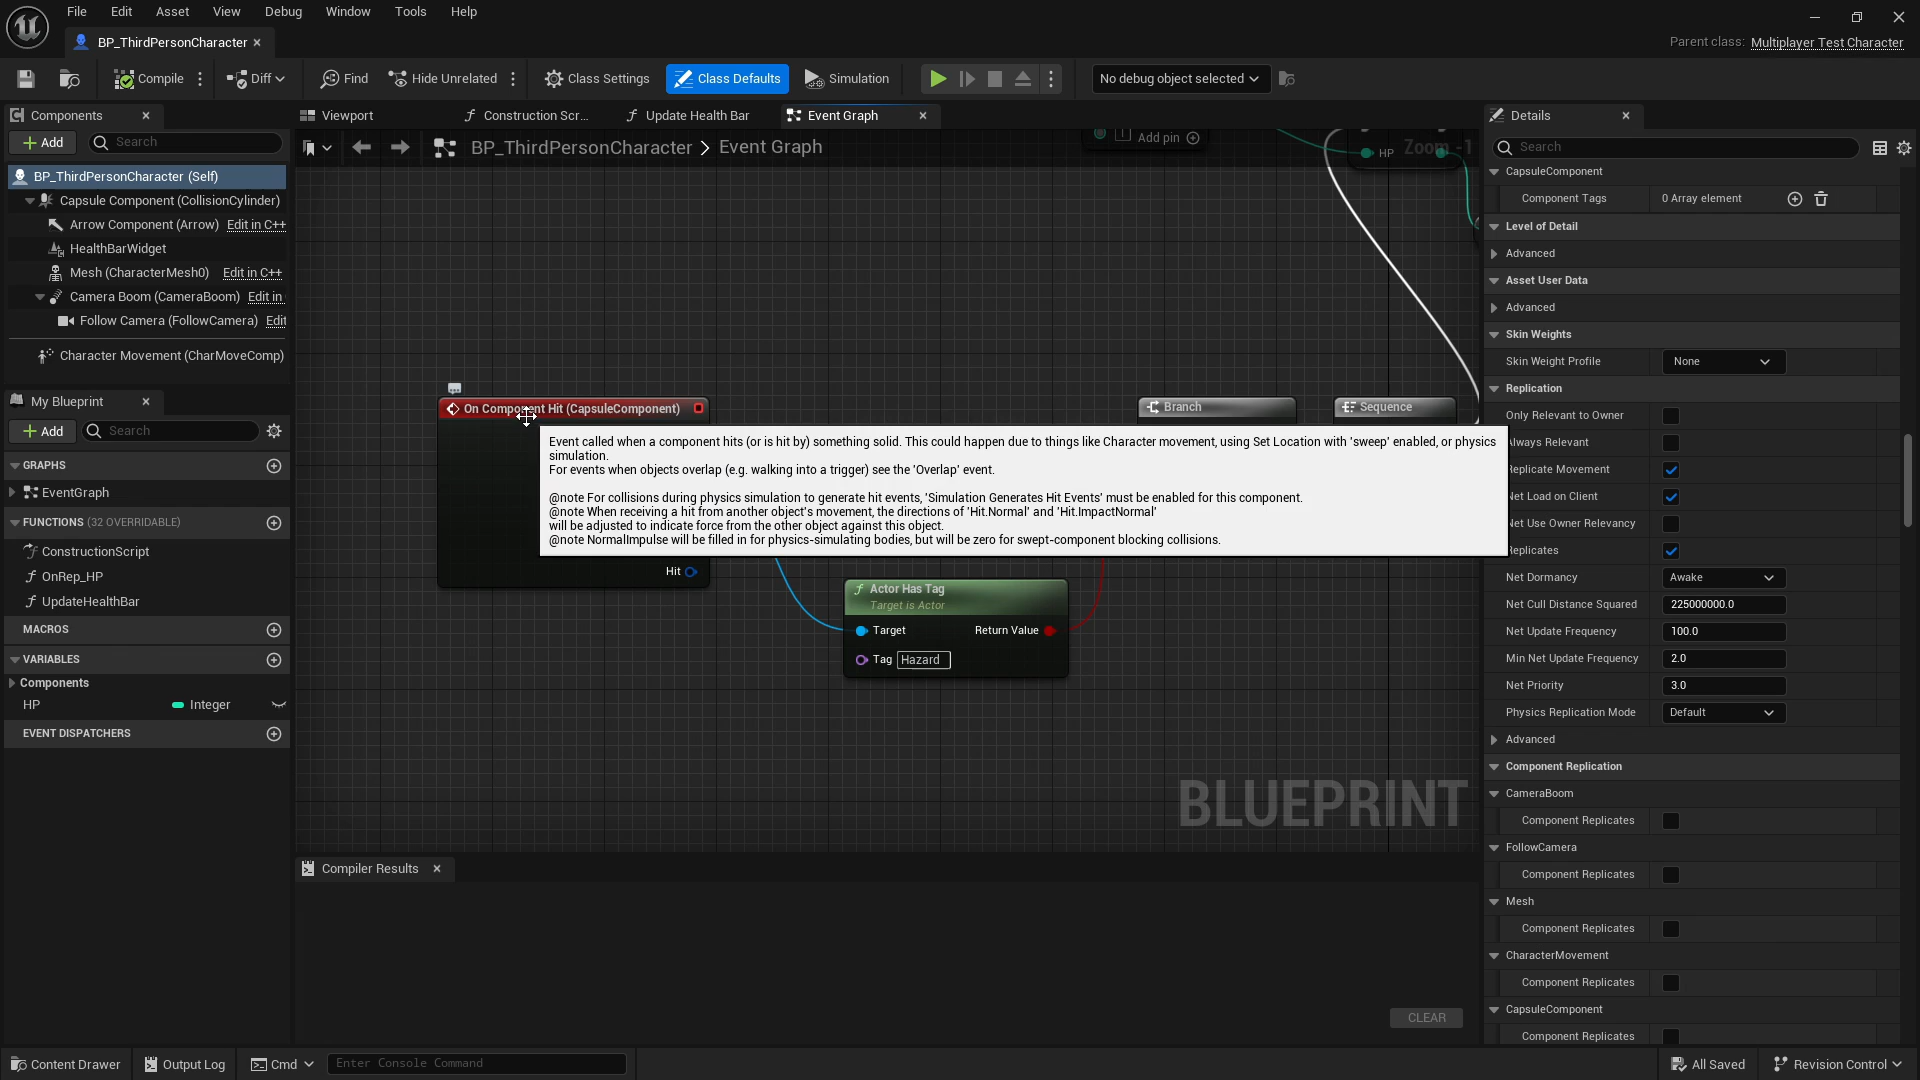 File Edit Asset View Debug Window Tools Help
BP_ThirdPersonCharacter
Parent class: Multiplayer Test Character
Compile Diff Find Hide Unrelated Class Settings Class Defaults Simulation No debug object selected
Components
Add Search
BP_ThirdPersonCharacter (Self)
Capsule Component (CollisionCylinder)
Arrow Component (Arrow) Edit in C++
HealthBarWidget
Mesh (CharacterMesh0) Edit in C++
Camera Boom (CameraBoom) Edit in
Follow Camera (FollowCamera) Edit
Character Movement (CharMoveComp)
My Blueprint
Add Search
GRAPHS
EventGraph
FUNCTIONS (32 OVERRIDABLE)
ConstructionScript
OnRep_HP
UpdateHealthBar
MACROS
VARIABLES
Components
HP Integer
EVENT DISPATCHERS
Viewport Construction Scr... Update Health Bar Event Graph
BP_ThirdPersonCharacter > Event Graph
1 Add pin
HP Zoom -1
On Component Hit (CapsuleComponent)
Branch
Sequence
Event called when a component hits (or is hit by) something solid. This could happen due to things like Character movement, using Set Location with 'sweep' enabled, or physics
simulation.
For events when objects overlap (e.g. walking into a trigger) see the 'Overlap' event.
@note For collisions during physics simulation to generate hit events, 'Simulation Generates Hit Events' must be enabled for this component.
@note When receiving a hit from another object's movement, the directions of 'Hit.Normal' and 'Hit.ImpactNormal'
will be adjusted to indicate force from the other object against this object.
@note NormalImpulse will be filled in for physics-simulating bodies, but will be zero for swept-component blocking collisions.
Hit
Actor Has Tag
Target is Actor
Target Return Value
Tag Hazard
BLUEPRINT
Compiler Results
CLEAR
Details
Search
CapsuleComponent
Component Tags 0 Array element
Level of Detail
Advanced
Asset User Data
Advanced
Skin Weights
Skin Weight Profile None
Replication
Only Relevant to Owner
Always Relevant
Replicate Movement
Net Load on Client
Net Use Owner Relevancy
Replicates
Net Dormancy Awake
Net Cull Distance Squared 225000000.0
Net Update Frequency 100.0
Min Net Update Frequency 2.0
Net Priority 3.0
Physics Replication Mode Default
Advanced
Component Replication
CameraBoom
Component Replicates
FollowCamera
Component Replicates
Mesh
Component Replicates
CharacterMovement
Component Replicates
CapsuleComponent
Component Replicates
Content Drawer Output Log Cmd Enter Console Command All Saved Revision Control